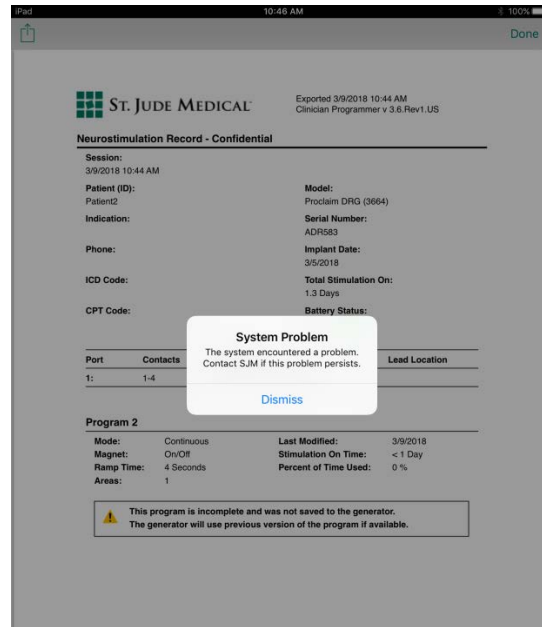 iPad 10:46 AM 100%
Done
ST. JUDE MEDICAL
Exported 3/9/2018 10:44 AM
Clinician Programmer v 3.6.Rev1.US
Neurostimulation Record - Confidential
Session:
3/9/2018 10:44 AM
Patient (ID): Model:
Patient2 Proclaim DRG (3664)
Indication: Serial Number:
ADR583
Phone: Implant Date:
3/5/2018
ICD Code: Total Stimulation On:
1.3 Days
CPT Code: Battery Status:
System Problem
The system encountered a problem.
Contact SJM if this problem persists.
Dismiss
Port Contacts Lead Location
1: 1-4
Program 2
Mode: Continuous Last Modified: 3/9/2018
Magnet: On/Off Stimulation On Time: < 1 Day
Ramp Time: 4 Seconds Percent of Time Used: 0 %
Areas: 1
This program is incomplete and was not saved to the generator.
The generator will use previous version of the program if available.